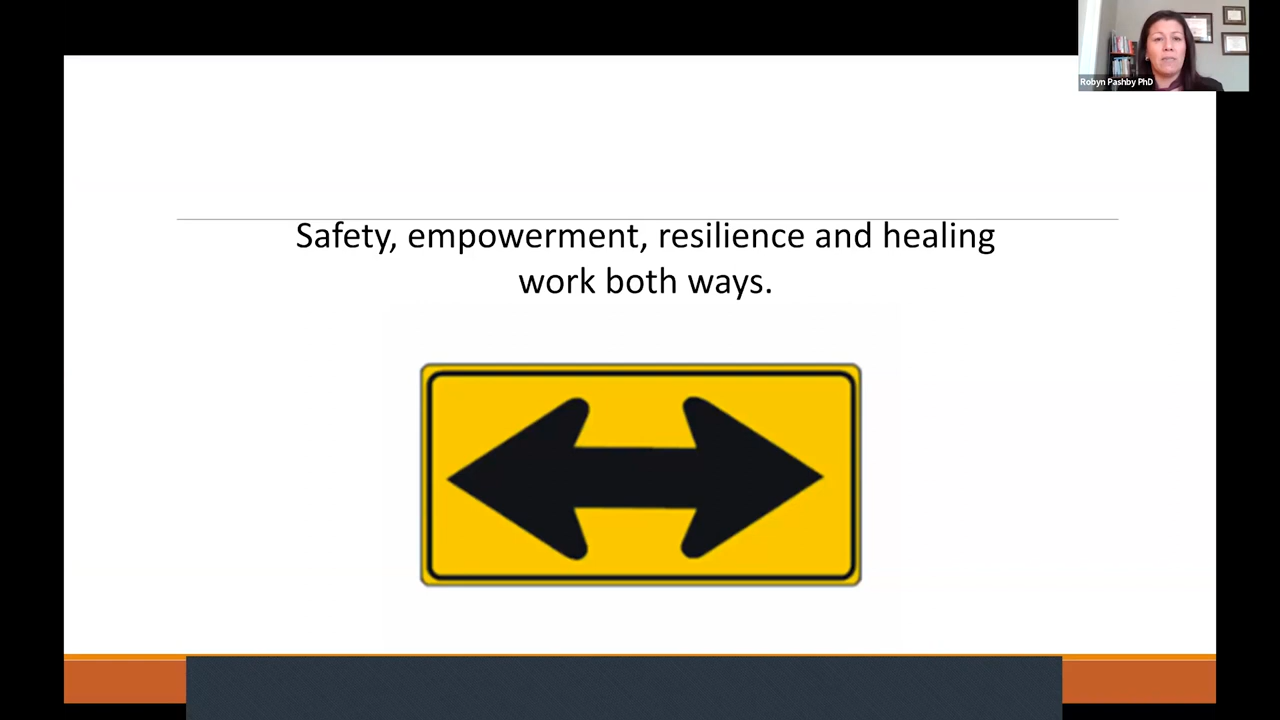 Robyn Pashby PhD
Safety, empowerment, resilience and healing
work both ways.